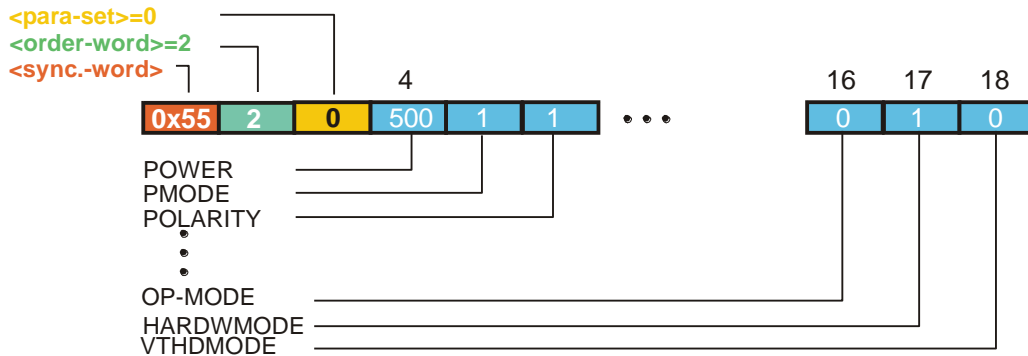 <para-set>=0
<order-word>=2
<sync.-word>
4 16 17 18
0x55 2 0 500 1 1 0 1 0
POWER
PMODE
POLARITY
OP-MODE
HARDWMODE
VTHDMODE